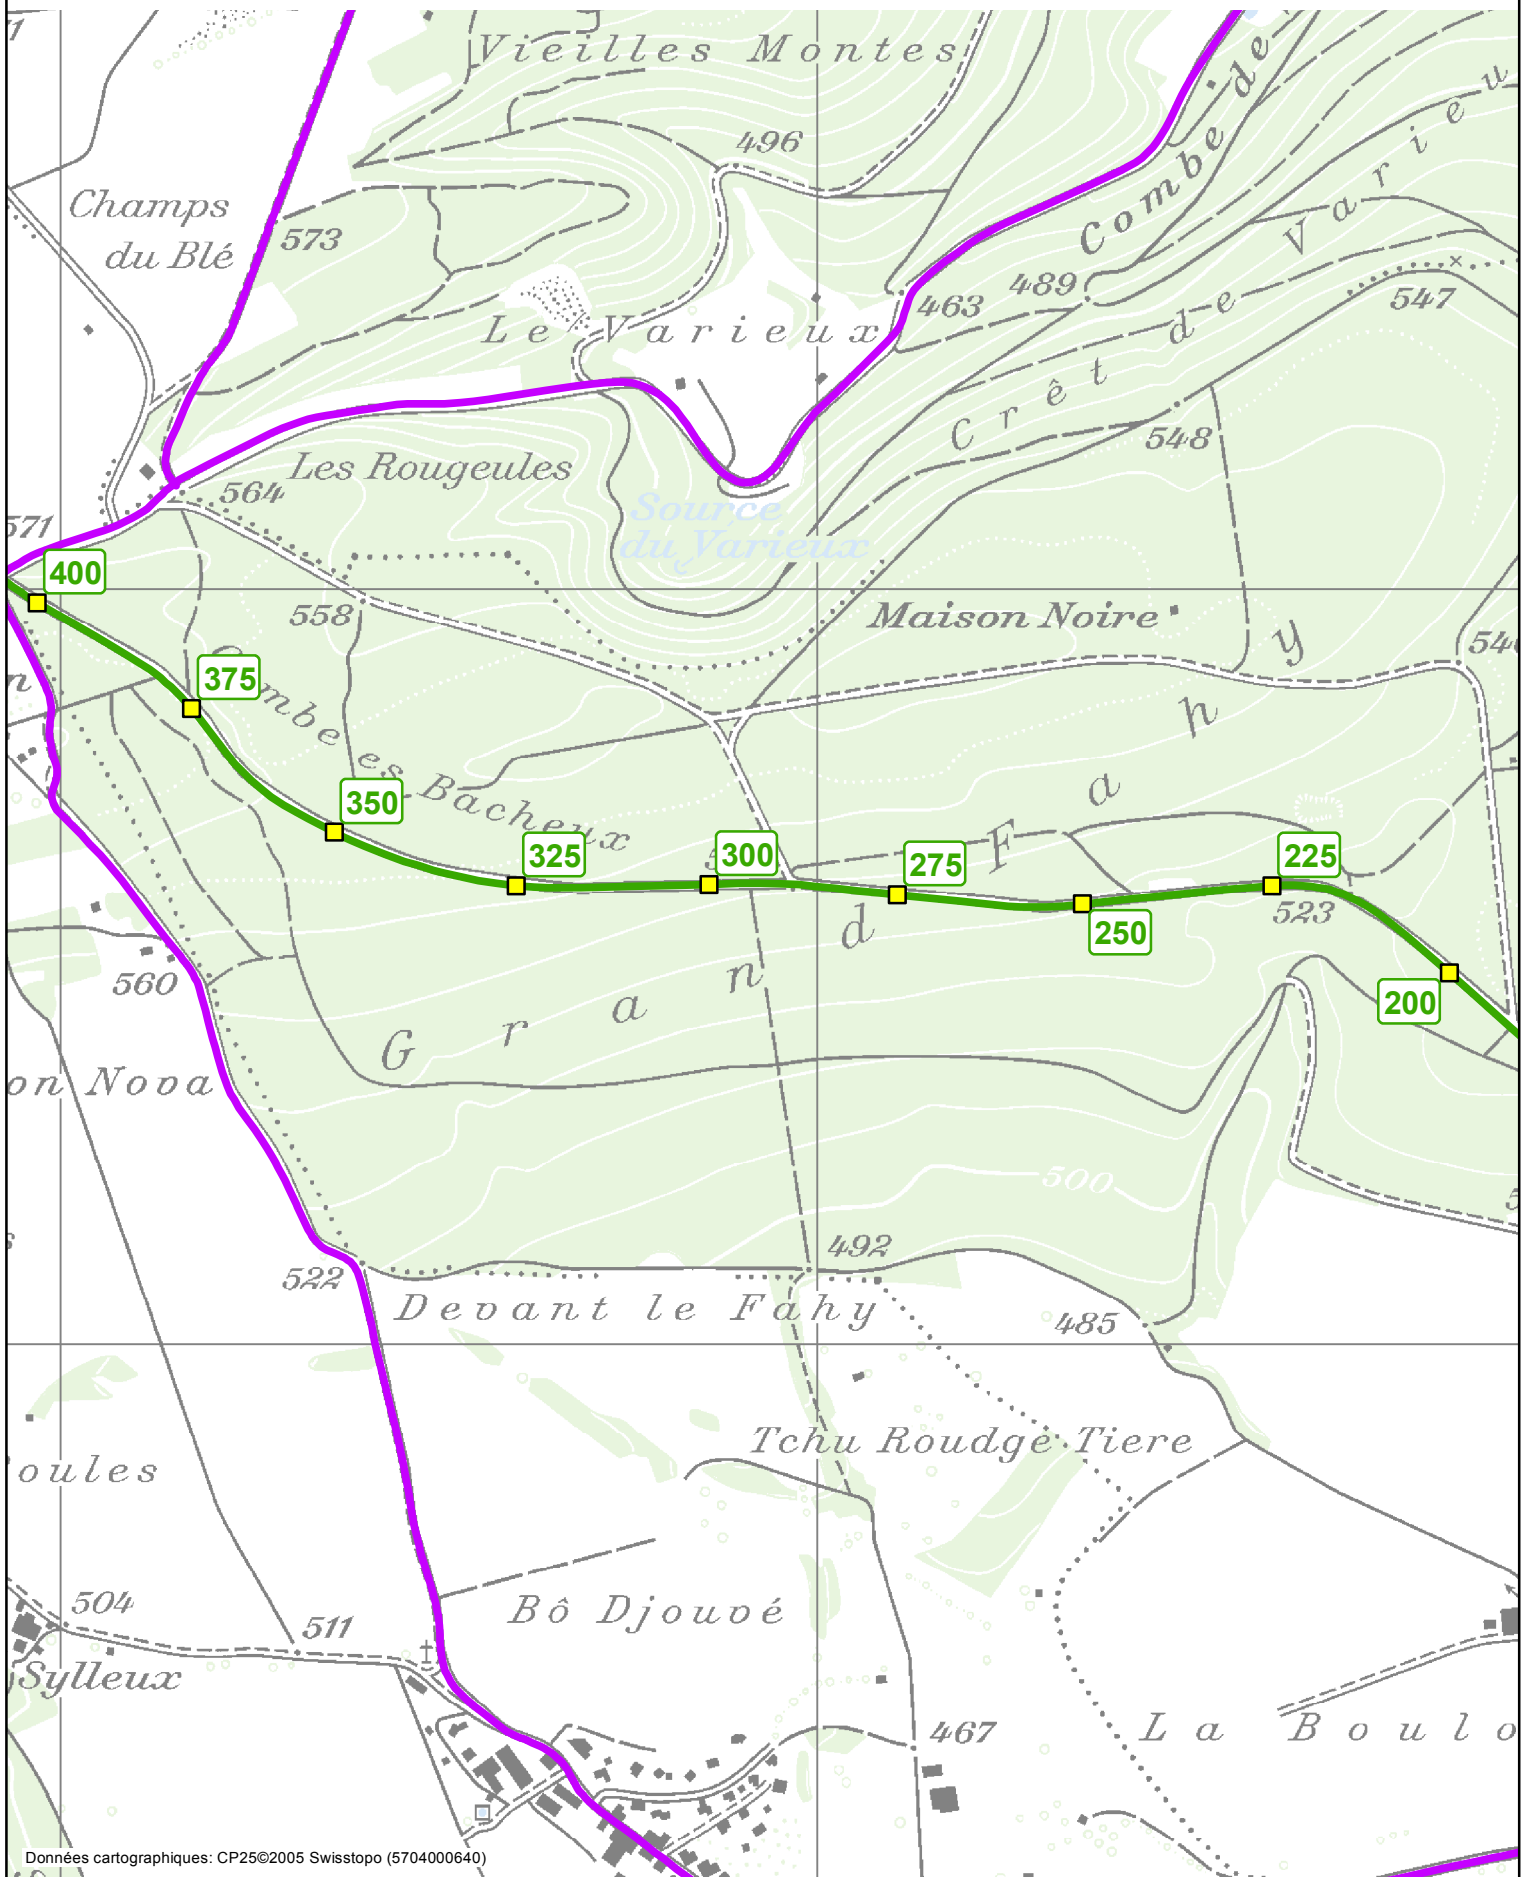 Vieilles Montes
496
Combe de
Varieu
Champs
du Blé
573
463
489
547
Le Varieux
Crêt de
548
Les Rougeules
564
Source
du Varieux
571
400
558
Maison Noire
375
Combe es Bacheux
350
325
300
275
250
225
523
200
Grand Fahy
560
on Nova
500
492
522
Devant le Fahy
485
Tchu Roudge Tiere
oules
504
511
Bô Djouvé
Sylleux
467
La Boulo
Données cartographiques: CP25©2005 Swisstopo (5704000640)